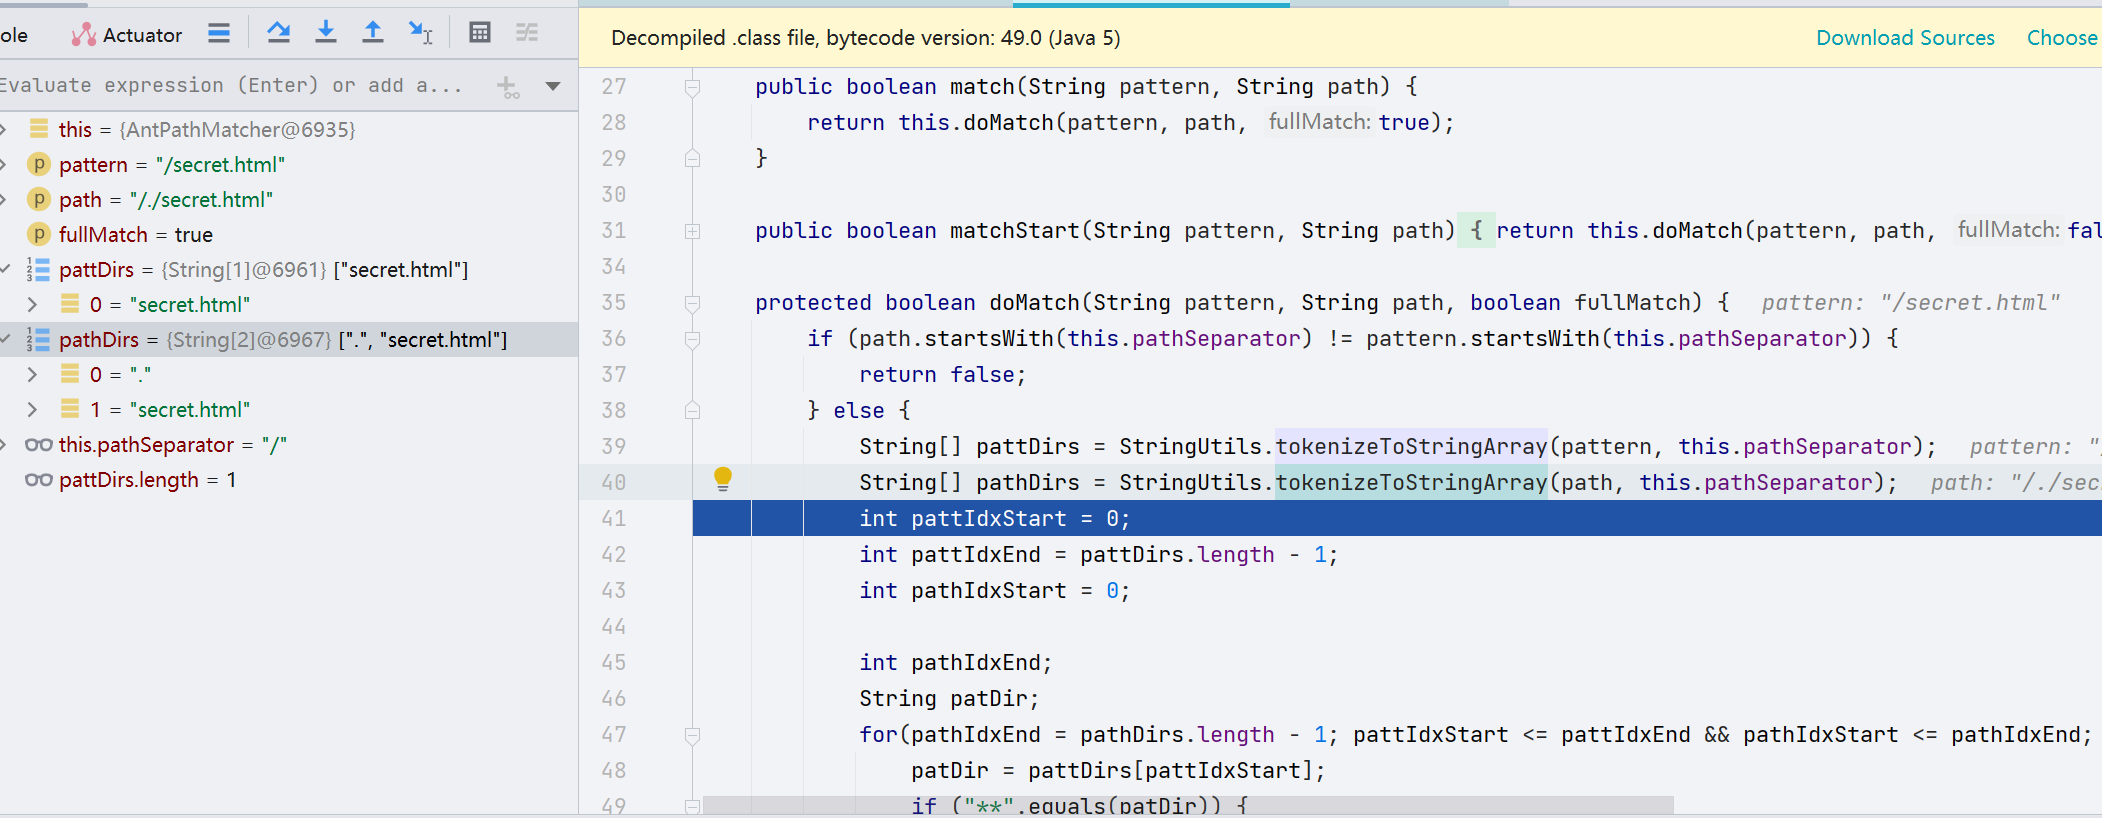 ole
Actuator
Evaluate expression (Enter) or add a...
this = {AntPathMatcher@6935}
pattern = "/secret.html"
path = "/./secret.html"
fullMatch = true
pattDirs = {String[1]@6961} ["secret.html"]
0 = "secret.html"
pathDirs = {String[2]@6967} [".", "secret.html"]
0 = "."
1 = "secret.html"
this.pathSeparator = "/"
pattDirs.length = 1
Decompiled .class file, bytecode version: 49.0 (Java 5) Download Sources Choose
27 public boolean match(String pattern, String path) {
28 return this.doMatch(pattern, path, fullMatch: true);
29 }
30
31 public boolean matchStart(String pattern, String path) { return this.doMatch(pattern, path, fullMatch: fal
34
35 protected boolean doMatch(String pattern, String path, boolean fullMatch) { pattern: "/secret.html"
36 if (path.startsWith(this.pathSeparator) != pattern.startsWith(this.pathSeparator)) {
37 return false;
38 } else {
39 String[] pattDirs = StringUtils.tokenizeToStringArray(pattern, this.pathSeparator); pattern: "/
40 String[] pathDirs = StringUtils.tokenizeToStringArray(path, this.pathSeparator); path: "/./sec
41 int pattIdxStart = 0;
42 int pattIdxEnd = pattDirs.length - 1;
43 int pathIdxStart = 0;
44
45 int pathIdxEnd;
46 String patDir;
47 for(pathIdxEnd = pathDirs.length - 1; pattIdxStart <= pattIdxEnd && pathIdxStart <= pathIdxEnd;
48 patDir = pattDirs[pattIdxStart];
49 if ("**".equals(patDir)) {